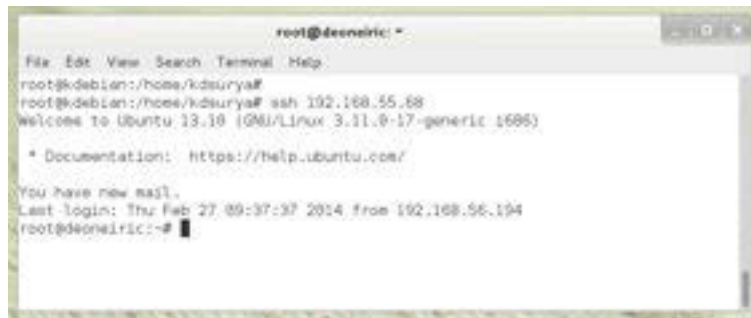 root@deoneiric: ~
File Edit View Search Terminal Help
root@kdebian:/home/kdsurya#
root@kdebian:/home/kdsurya# ssh 192.168.55.68
Welcome to Ubuntu 13.10 (GNU/Linux 3.11.0-17-generic i686)
* Documentation: https://help.ubuntu.com/
You have new mail.
Last login: Thu Feb 27 09:37:37 2014 from 192.168.56.194
root@deoneiric:~#